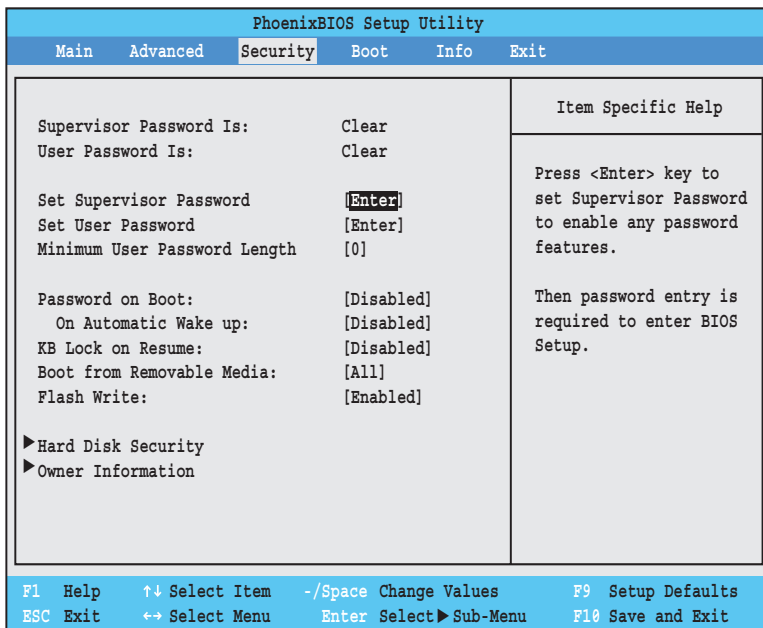 PhoenixBIOS Setup Utility
Main Advanced Security Boot Info Exit
Supervisor Password Is: Clear
User Password Is: Clear
Set Supervisor Password [Enter]
Set User Password [Enter]
Minimum User Password Length [0]
Password on Boot: [Disabled]
On Automatic Wake up: [Disabled]
KB Lock on Resume: [Disabled]
Boot from Removable Media: [All]
Flash Write: [Enabled]
▶Hard Disk Security
▶Owner Information
Item Specific Help
Press <Enter> key to
set Supervisor Password
to enable any password
features.
Then password entry is
required to enter BIOS
Setup.
F1 Help ↑↓ Select Item -/Space Change Values F9 Setup Defaults
ESC Exit ←→ Select Menu Enter Select▶Sub-Menu F10 Save and Exit